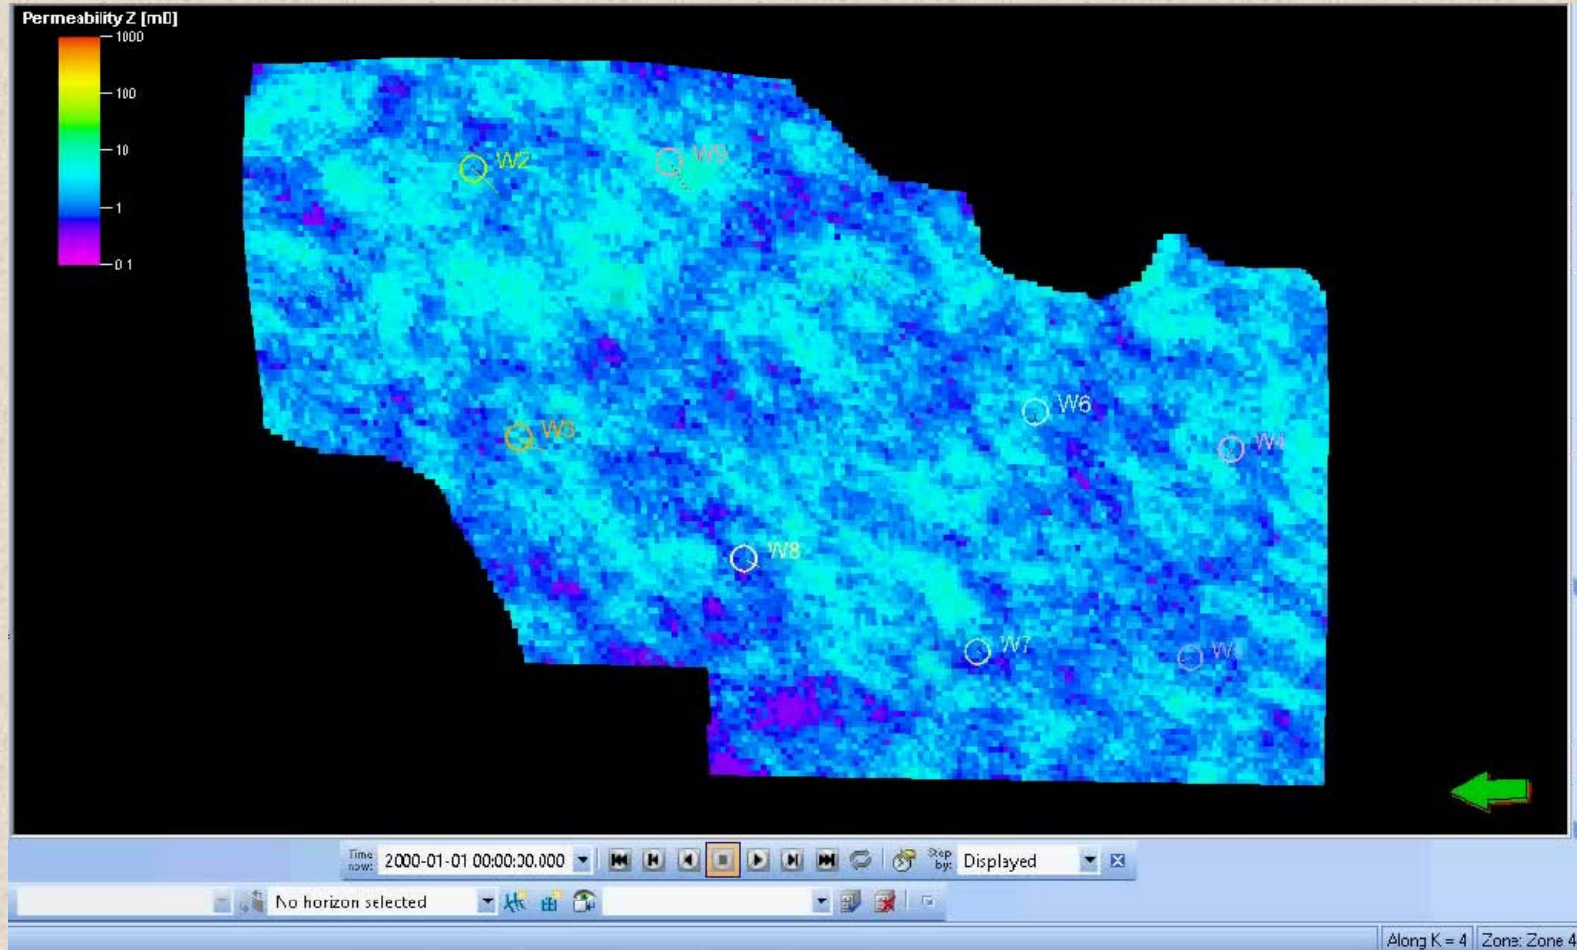 Permeability Z [mD]
1000
100
10
1
0.1
W2
W9
W6
W3
W4
W8
W7
Time now: 2000-01-01 00:00:00.000
Step by: Displayed
No horizon selected
Along K = 4 Zone: Zone 4